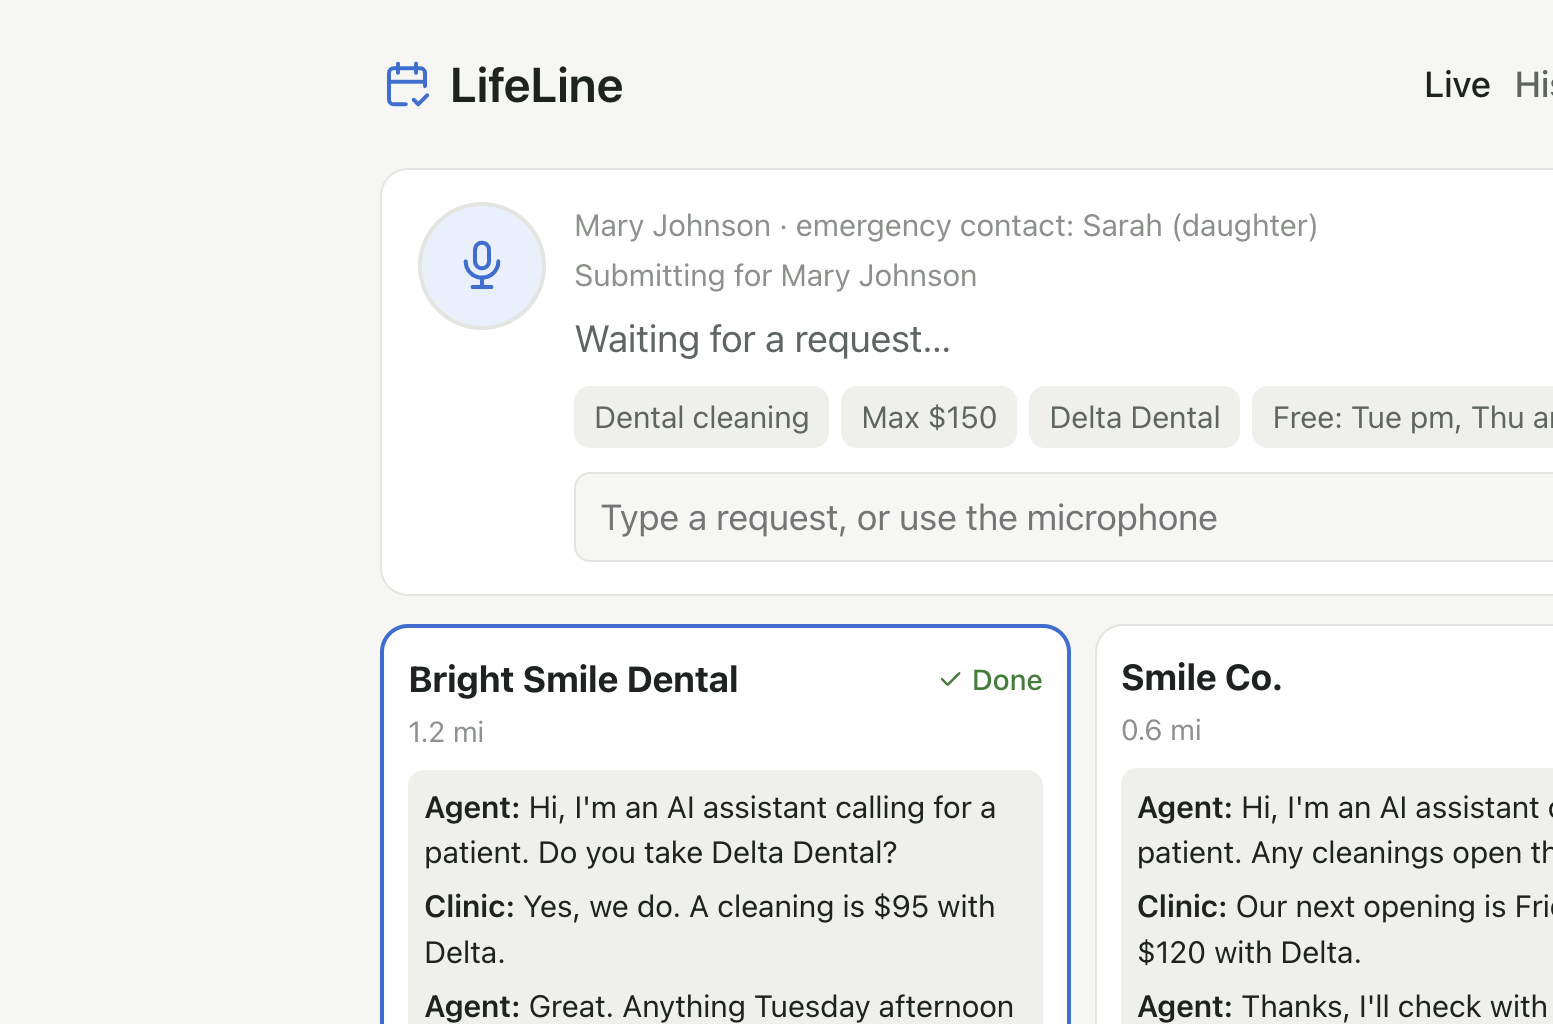 LifeLine
Live
Mary Johnson · emergency contact: Sarah (daughter)
Submitting for Mary Johnson
Waiting for a request...
Dental cleaning
Max $150
Delta Dental
Free: Tue pm, Thu
Type a request, or use the microphone
Bright Smile Dental
Done
1.2 mi
Agent: Hi, I'm an AI assistant calling for a
patient. Do you take Delta Dental?
Clinic: Yes, we do. A cleaning is $95 with
Delta.
Agent: Great. Anything Tuesday afternoon
Smile Co.
0.6 mi
Agent: Hi, I'm an AI assistant
patient. Any cleanings open
Clinic: Our next opening is
$120 with Delta.
Agent: Thanks, I'll check with